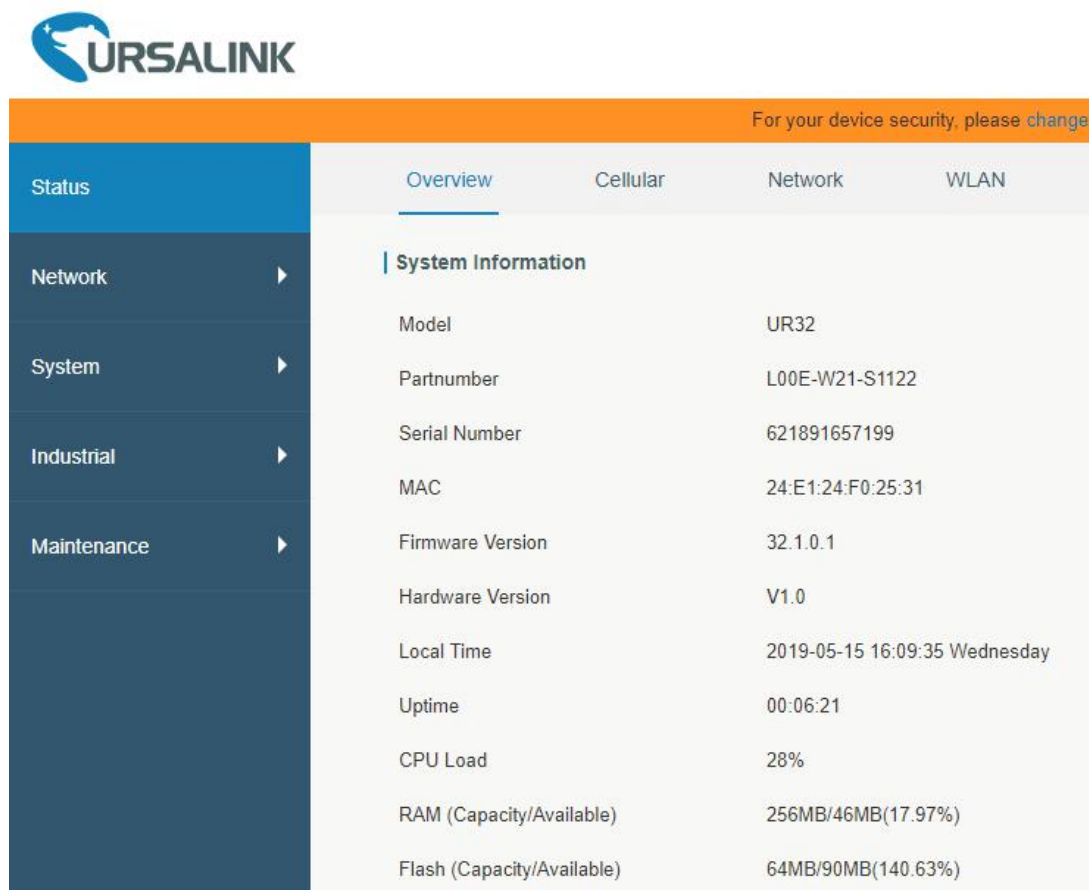 URSALINK
For your device security, please change
Status
Overview Cellular Network WLAN
Network
System Information
Model UR32
System
Partnumber L00E-W21-S1122
Serial Number 621891657199
Industrial
MAC 24:E1:24:F0:25:31
Maintenance
Firmware Version 32.1.0.1
Hardware Version V1.0
Local Time 2019-05-15 16:09:35 Wednesday
Uptime 00:06:21
CPU Load 28%
RAM (Capacity/Available) 256MB/46MB(17.97%)
Flash (Capacity/Available) 64MB/90MB(140.63%)